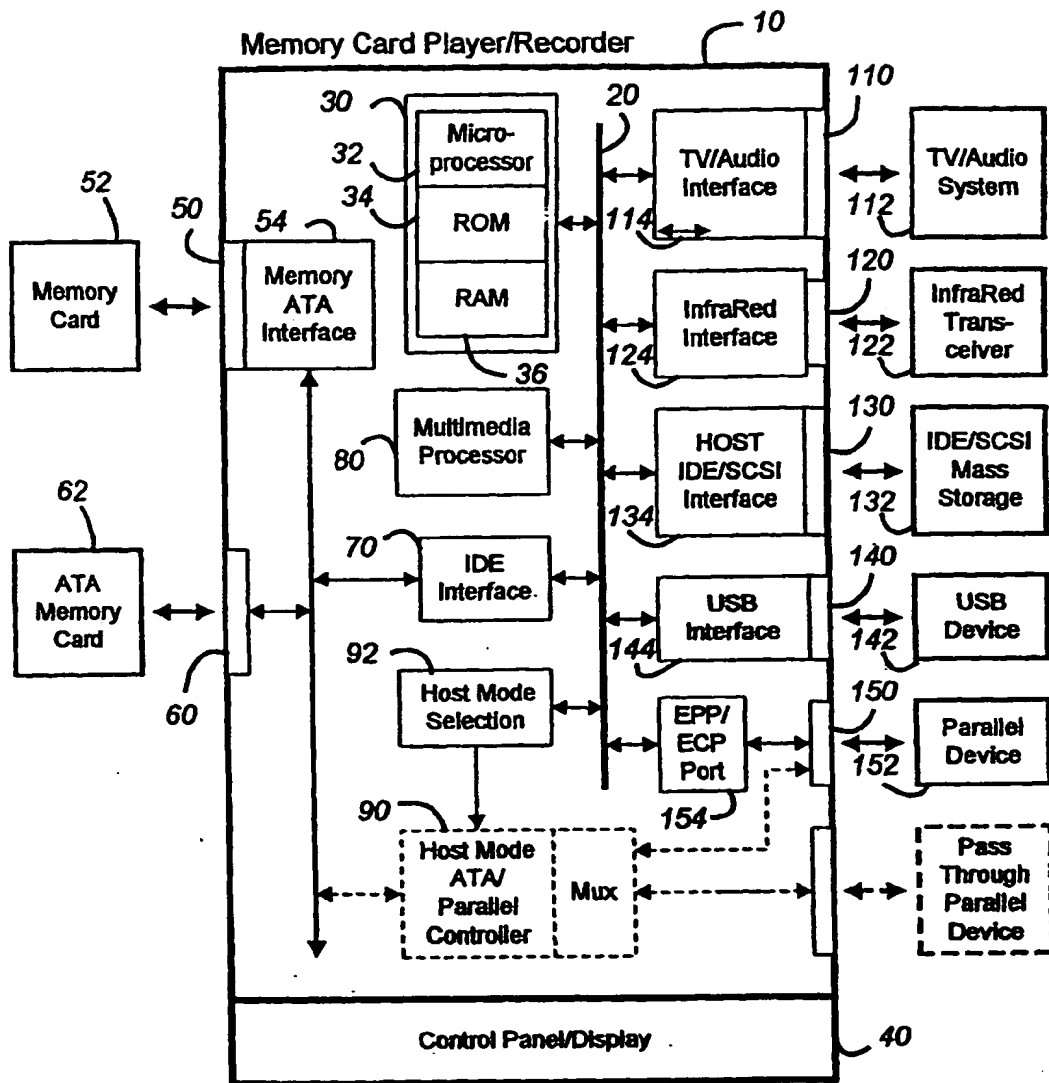 Memory Card Player/Recorder
10
30
20
110
Micro-
processor
32
ROM
34
RAM
36
TV/Audio
Interface
114
TV/Audio
System
112
52
50
54
Memory
Card
Memory
ATA
Interface
InfraRed
Interface
124
120
InfraRed
Trans-
ceiver
122
Multimedia
Processor
80
HOST
IDE/SCSI
Interface
134
130
IDE/SCSI
Mass
Storage
132
62
ATA
Memory
Card
60
70
IDE
Interface
USB
Interface
144
140
USB
Device
142
92
Host Mode
Selection
EPP/
ECP
Port
154
150
Parallel
Device
152
90
Host Mode
ATA/
Parallel
Controller
Mux
Pass
Through
Parallel
Device
Control Panel/Display
40